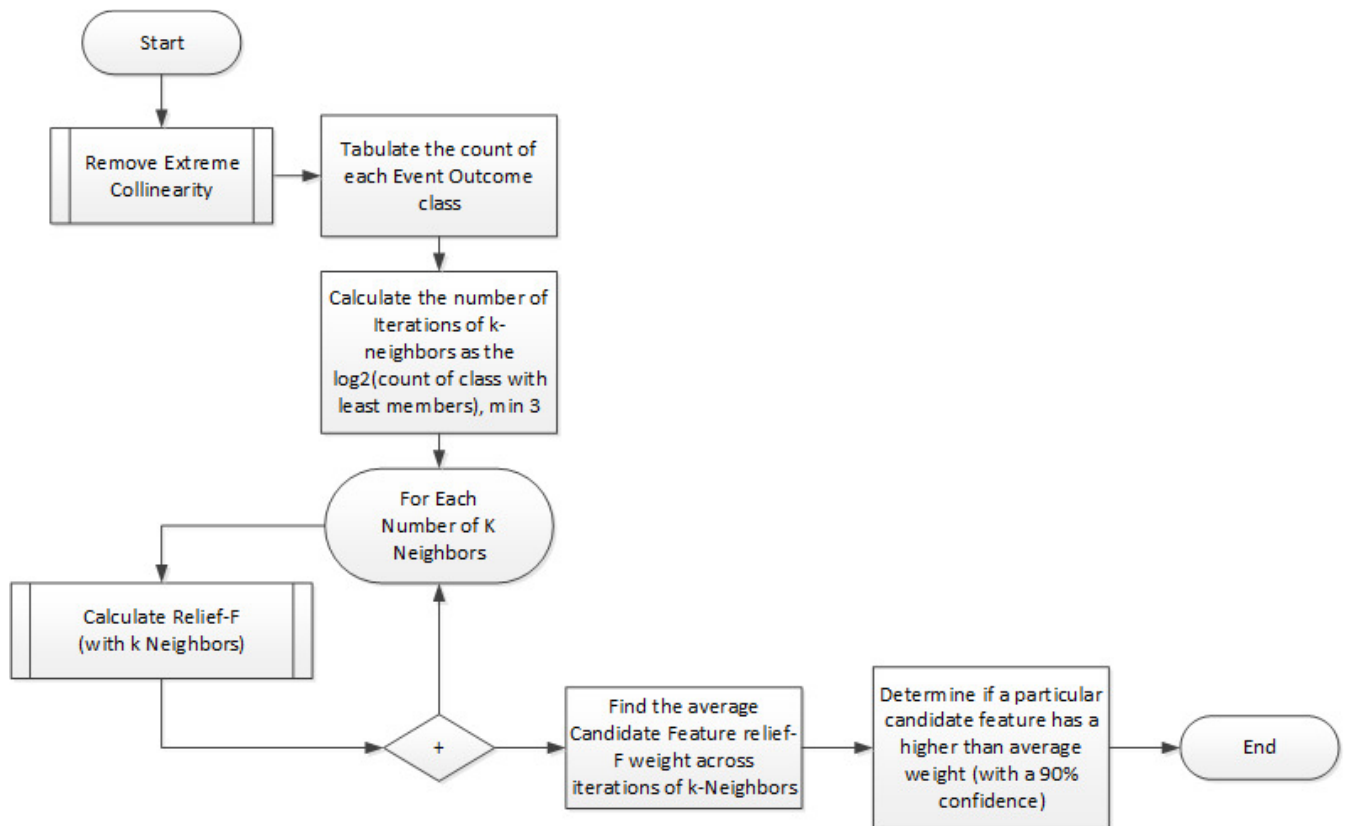 Start
Remove Extreme
Collinearity
Tabulate the count of
each Event Outcome
class
Calculate the number of
Iterations of k-
neighbors as the
log2(count of class with
least members), min 3
For Each
Number of K
Neighbors
Calculate Relief-F
(with k Neighbors)
+
Find the average
Candidate Feature relief-
F weight across
iterations of k-Neighbors
Determine if a particular
candidate feature has a
higher than average
weight (with a 90%
confidence)
End